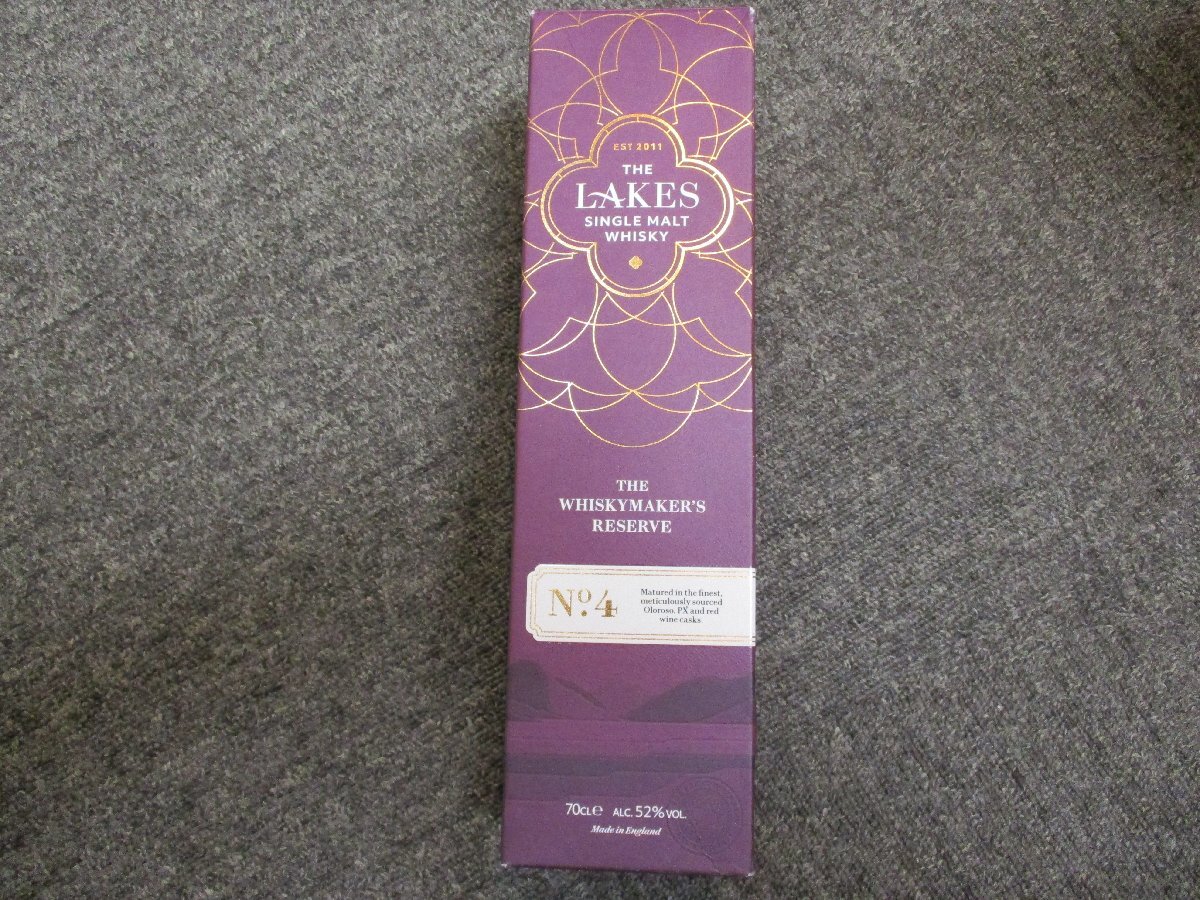 EST 2011
THE
LAKES
SINGLE MALT
WHISKY
THE
WHISKYMAKER'S
RESERVE
Nº.4
Matured in the finest,
meticulously sourced
Oloroso, PX and red
wine casks
70CL℮ ALC. 52% VOL.
Made in England